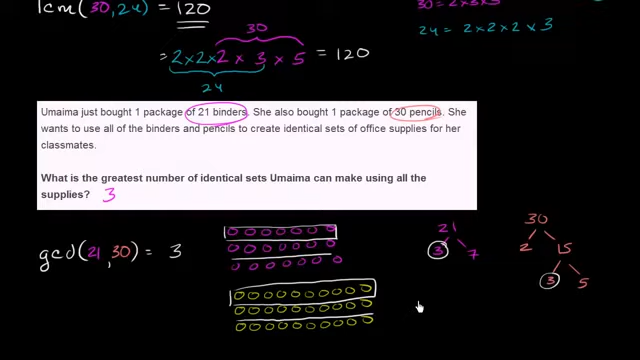 lcm(30,24) = 120
30 = 2×3×5
24 = 2×2×2×3
30
= 2×2×2×3×5 = 120
24
Umaima just bought 1 package of 21 binders. She also bought 1 package of 30 pencils. She
wants to use all of the binders and pencils to create identical sets of office supplies for her
classmates.
What is the greatest number of identical sets Umaima can make using all the
supplies? 3
gcd(21,30) = 3
21
3 7
30
2 15
3 5